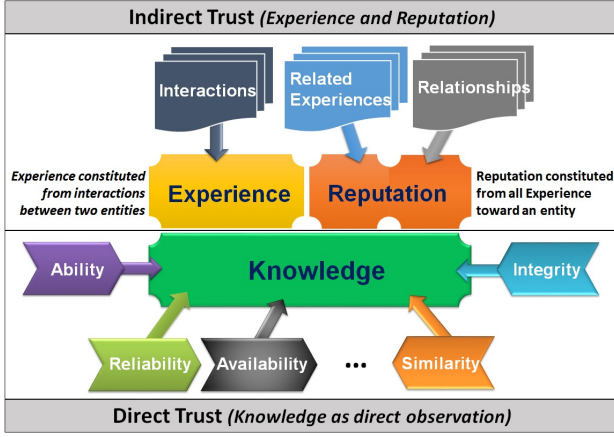 Indirect Trust (Experience and Reputation)
Interactions
Related
Experiences
Relationships
Experience constituted
from interactions
between two entities
Experience
Reputation
Reputation constituted
from all Experience
toward an entity
Knowledge
Ability
Integrity
Reliability
Availability
...
Similarity
Direct Trust (Knowledge as direct observation)